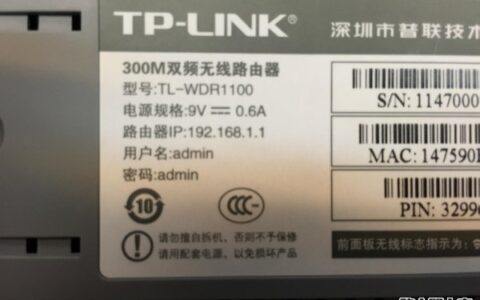 TP-LINK®
深圳市普联技术
300M双频无线路由器
型号:TL-WDR1100
电源规格:9V 0.6A
路由器IP:192.168.1.1
用户名:admin
密码:admin
S/N: 1147000
MAC: 147590
PIN: 3299
10
CCC
请勿擅自拆机，否则不予保修
请用配套电源，以免损坏产品
前面板无线标志指示为: